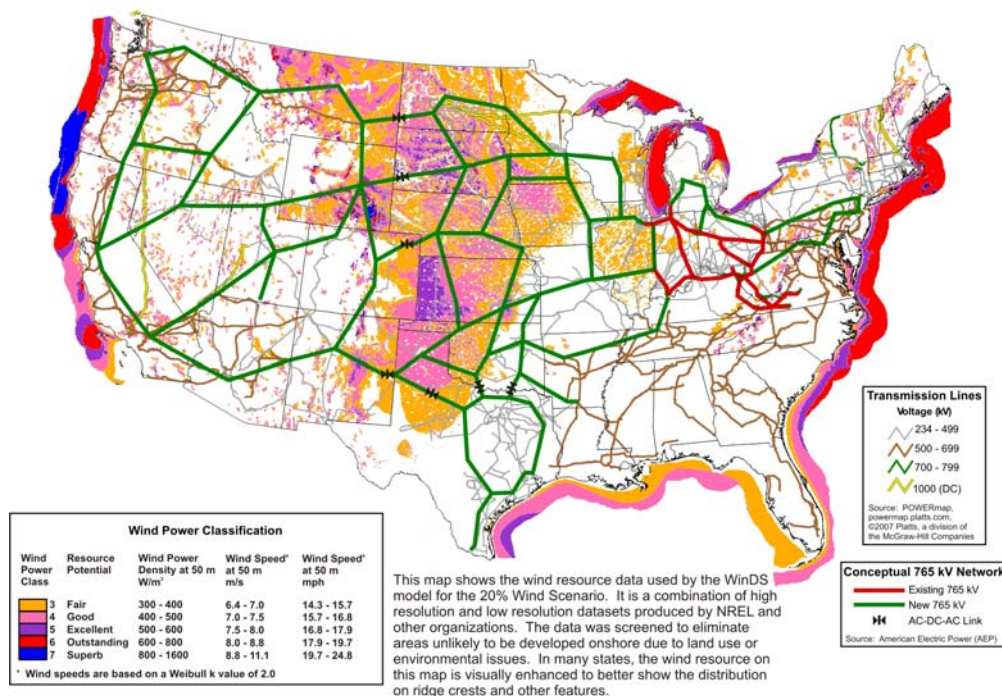 Transmission Lines
Voltage (kV)
234 - 499
500 - 699
700 - 799
1000 (DC)
Source: POWERmap,
powermap.platts.com,
©2007 Platts, a division of
the McGraw-Hill Companies
Wind Power Classification
Wind Power Class Resource Potential Wind Power Density at 50 m W/m² Wind Speed* at 50 m m/s Wind Speed* at 50 m mph
3 Fair 300 - 400 6.4 - 7.0 14.3 - 15.7
4 Good 400 - 500 7.0 - 7.5 15.7 - 16.8
5 Excellent 500 - 600 7.5 - 8.0 16.8 - 17.9
6 Outstanding 600 - 800 8.0 - 8.8 17.9 - 19.7
7 Superb 800 - 1600 8.8 - 11.1 19.7 - 24.8
* Wind speeds are based on a Weibull k value of 2.0
This map shows the wind resource data used by the WinDS
model for the 20% Wind Scenario. It is a combination of high
resolution and low resolution datasets produced by NREL and
other organizations. The data was screened to eliminate
areas unlikely to be developed onshore due to land use or
environmental issues. In many states, the wind resource on
this map is visually enhanced to better show the distribution
on ridge crests and other features.
Conceptual 765 kV Network
Existing 765 kV
New 765 kV
AC-DC-AC Link
Source: American Electric Power (AEP)